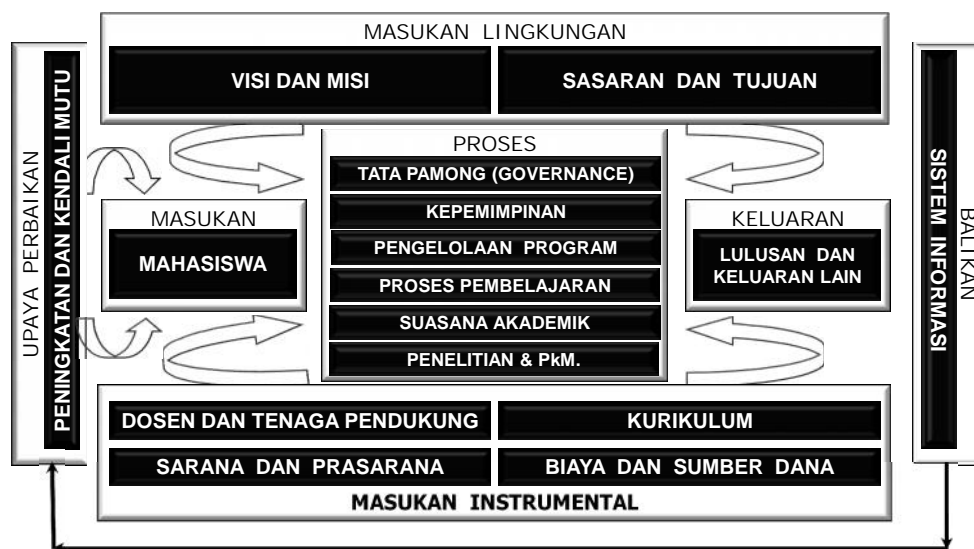 MASUKAN LINGKUNGAN
VISI DAN MISI
SASARAN DAN TUJUAN
UPAYA PERBAIKAN
PENINGKATAN DAN KENDALI MUTU
MASUKAN
MAHASISWA
PROSES
TATA PAMONG (GOVERNANCE)
KEPEMIMPINAN
PENGELOLAAN PROGRAM
PROSES PEMBELAJARAN
SUASANA AKADEMIK
PENELITIAN & PkM.
KELUARAN
LULUSAN DAN
KELUARAN LAIN
SISTEM INFORMASI
BALIKAN
DOSEN DAN TENAGA PENDUKUNG
KURIKULUM
SARANA DAN PRASARANA
BIAYA DAN SUMBER DANA
MASUKAN INSTRUMENTAL